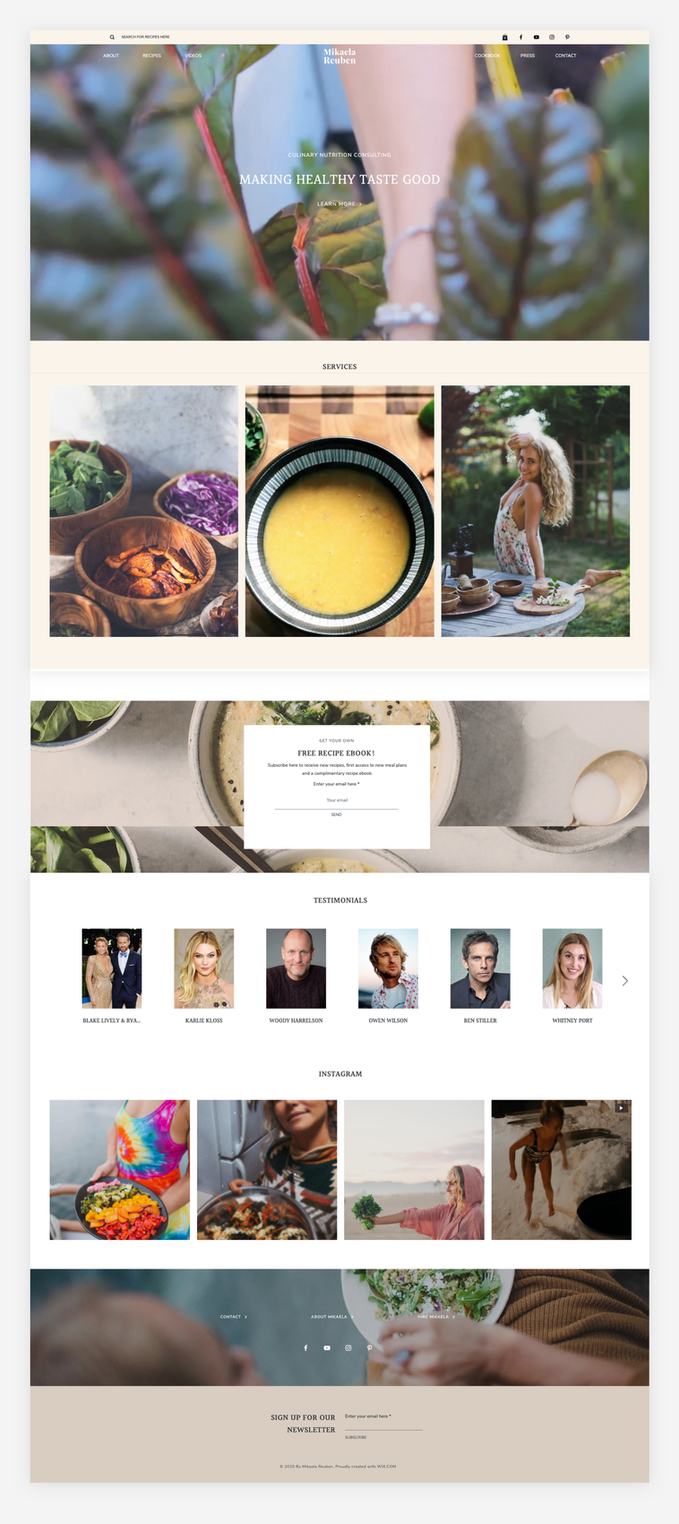 SEARCH FOR RECIPES HERE
ABOUT RECIPES VIDEOS
Mikaela
Reuben
COOKBOOK PRESS CONTACT
CULINARY NUTRITION CONSULTING
MAKING HEALTHY TASTE GOOD
LEARN MORE >
SERVICES
GET YOUR OWN
FREE RECIPE EBOOK!
Subscribe here to receive new recipes, first access to new meal plans
and a complimentary recipe ebook.
Enter your email here *
Your email
SEND
TESTIMONIALS
BLAKE LIVELY & RYA...
KARLIE KLOSS
WOODY HARRELSON
OWEN WILSON
BEN STILLER
WHITNEY PORT
INSTAGRAM
CONTACT >
ABOUT MIKAELA >
HIRE MIKAELA >
SIGN UP FOR OUR
NEWSLETTER
Enter your email here *
SUBSCRIBE
© 2020 By Mikaela Reuben. Proudly created with WIX.COM